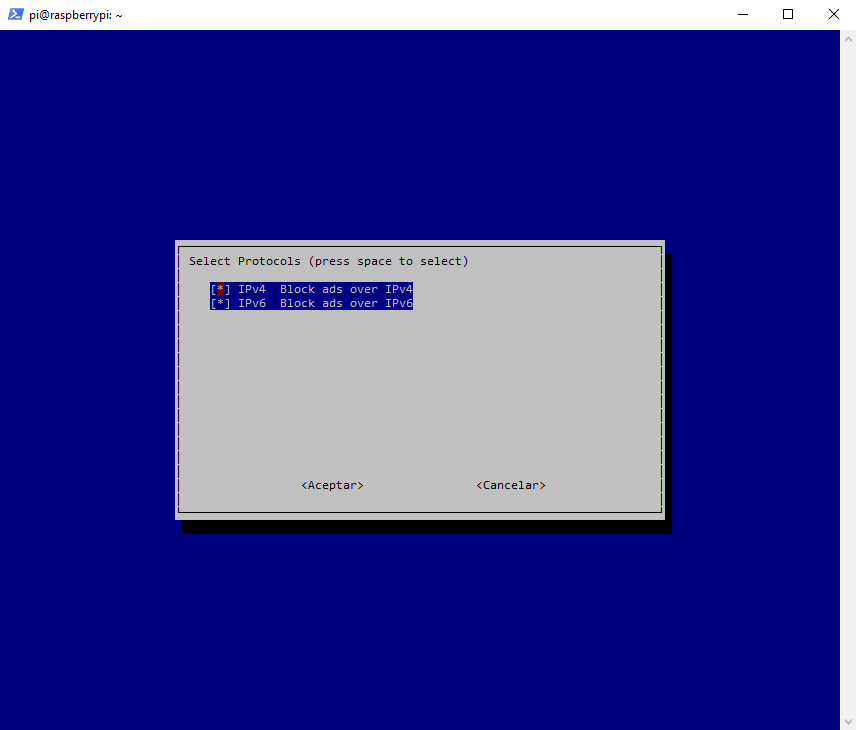 pi@raspberrypi: ~
Select Protocols (press space to select)
[*] IPv4  Block ads over IPv4
[*] IPv6  Block ads over IPv6
<Aceptar>  <Cancelar>